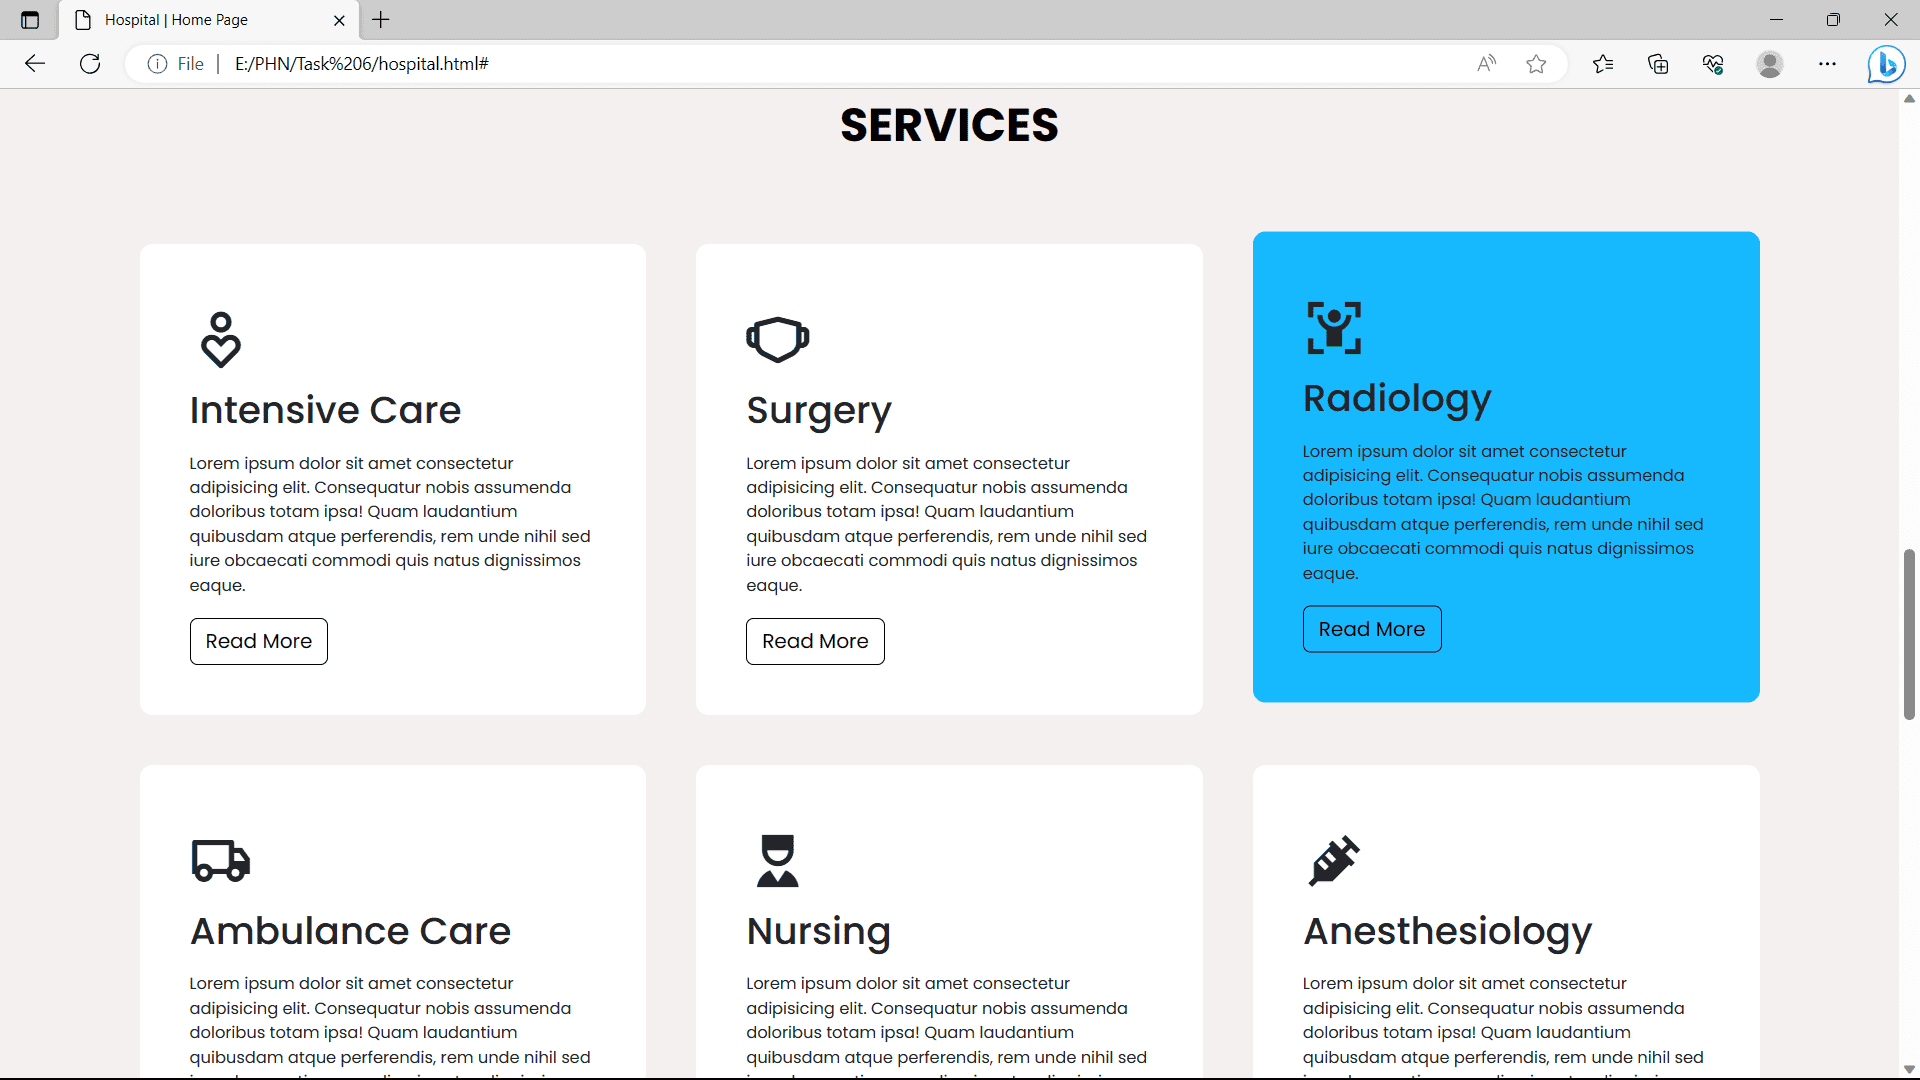 Hospital | Home Page
File
E:/PHN/Task%206/hospital.html#
SERVICES
Intensive Care
Lorem ipsum dolor sit amet consectetur
adipisicing elit. Consequatur nobis assumenda
doloribus totam ipsa! Quam laudantium
quibusdam atque perferendis, rem unde nihil sed
iure obcaecati commodi quis natus dignissimos
eaque.
Read More
Surgery
Lorem ipsum dolor sit amet consectetur
adipisicing elit. Consequatur nobis assumenda
doloribus totam ipsa! Quam laudantium
quibusdam atque perferendis, rem unde nihil sed
iure obcaecati commodi quis natus dignissimos
eaque.
Read More
Radiology
Lorem ipsum dolor sit amet consectetur
adipisicing elit. Consequatur nobis assumenda
doloribus totam ipsa! Quam laudantium
quibusdam atque perferendis, rem unde nihil sed
iure obcaecati commodi quis natus dignissimos
eaque.
Read More
Ambulance Care
Lorem ipsum dolor sit amet consectetur
adipisicing elit. Consequatur nobis assumenda
doloribus totam ipsa! Quam laudantium
quibusdam atque perferendis, rem unde nihil sed
Nursing
Lorem ipsum dolor sit amet consectetur
adipisicing elit. Consequatur nobis assumenda
doloribus totam ipsa! Quam laudantium
quibusdam atque perferendis, rem unde nihil sed
Anesthesiology
Lorem ipsum dolor sit amet consectetur
adipisicing elit. Consequatur nobis assumenda
doloribus totam ipsa! Quam laudantium
quibusdam atque perferendis, rem unde nihil sed